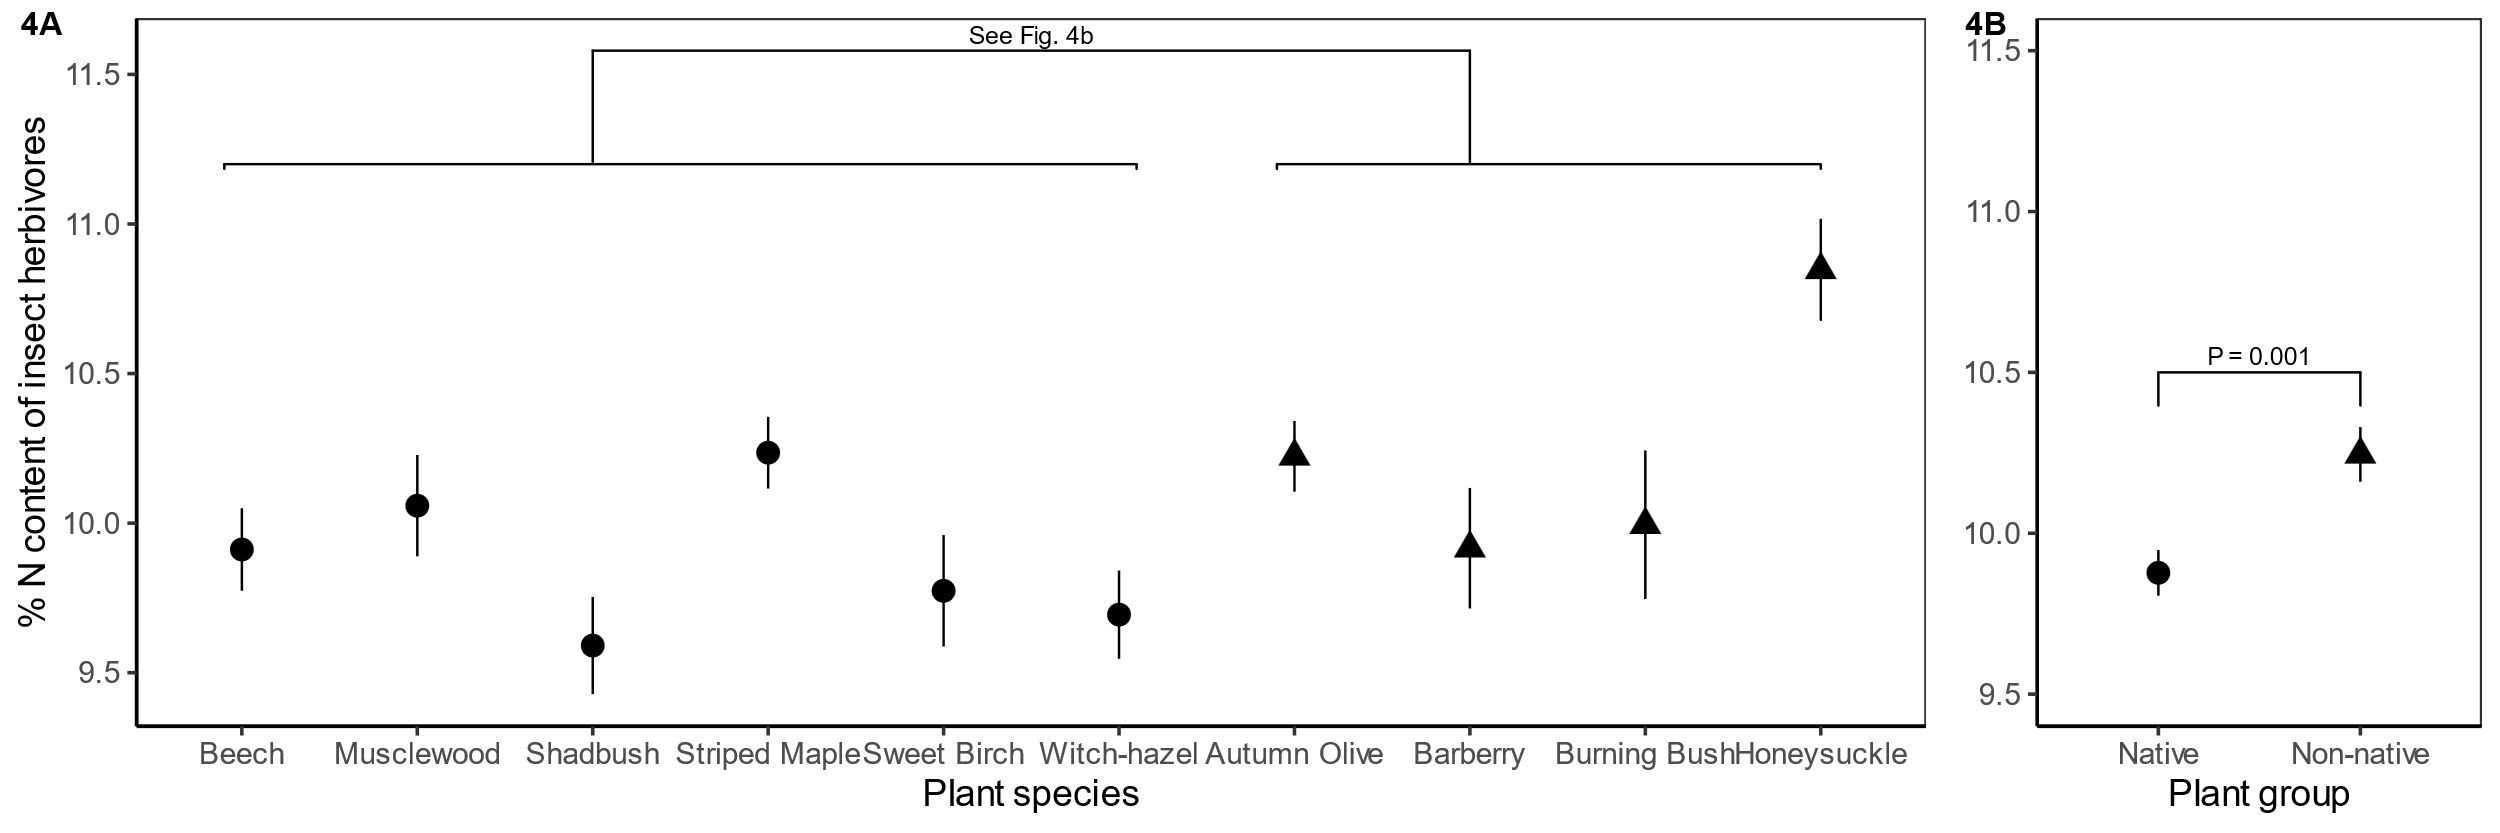 4A
See Fig. 4b
11.5
11.0
10.5
10.0
9.5
% N content of insect herbivores
Beech Musclewood Shadbush Striped Maple Sweet Birch Witch-hazel Autumn Olive Barberry Burning Bush Honeysuckle
Plant species
4B
11.5
11.0
10.5
10.0
9.5
P = 0.001
Native Non-native
Plant group